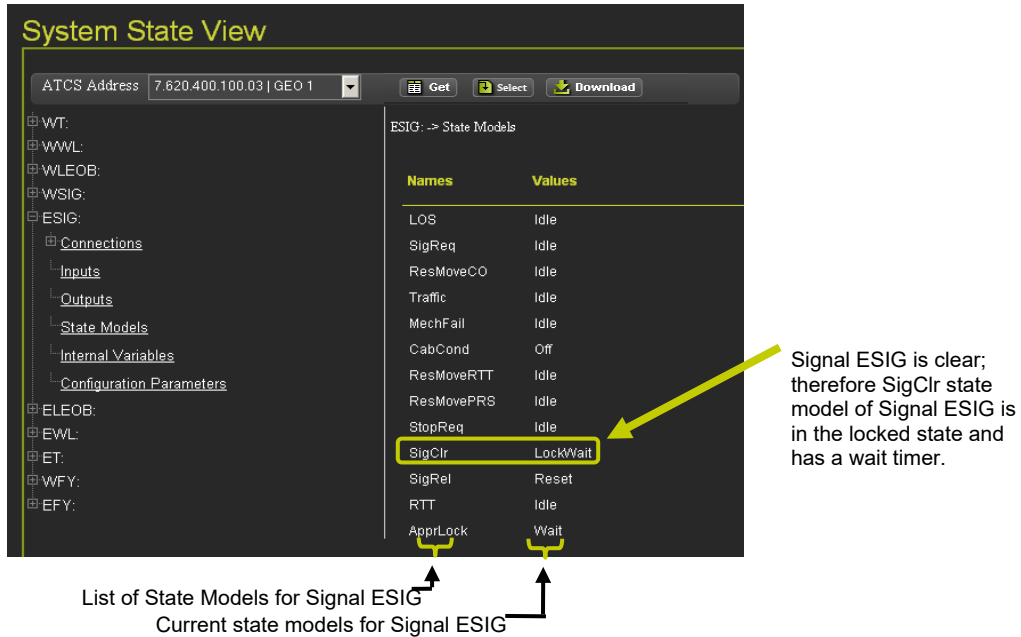 System State View
ATCS Address 7.620.400.100.03 | GEO 1 Get Select Download
WT:
WWL:
WLEOB:
WSIG:
ESIG:
Connections
Inputs
Outputs
State Models
Internal Variables
Configuration Parameters
ELEOB:
EWL:
ET:
WFY:
EFY:
ESIG: -> State Models
Names Values
LOS Idle
SigReq Idle
ResMoveCO Idle
Traffic Idle
MechFail Idle
CabCond Off
ResMoveRTT Idle
ResMovePRS Idle
StopReq Idle
SigClr LockWait
SigRel Reset
RTT Idle
ApprLock Wait
Signal ESIG is clear;
therefore SigClr state
model of Signal ESIG is
in the locked state and
has a wait timer.
List of State Models for Signal ESIG
Current state models for Signal ESIG